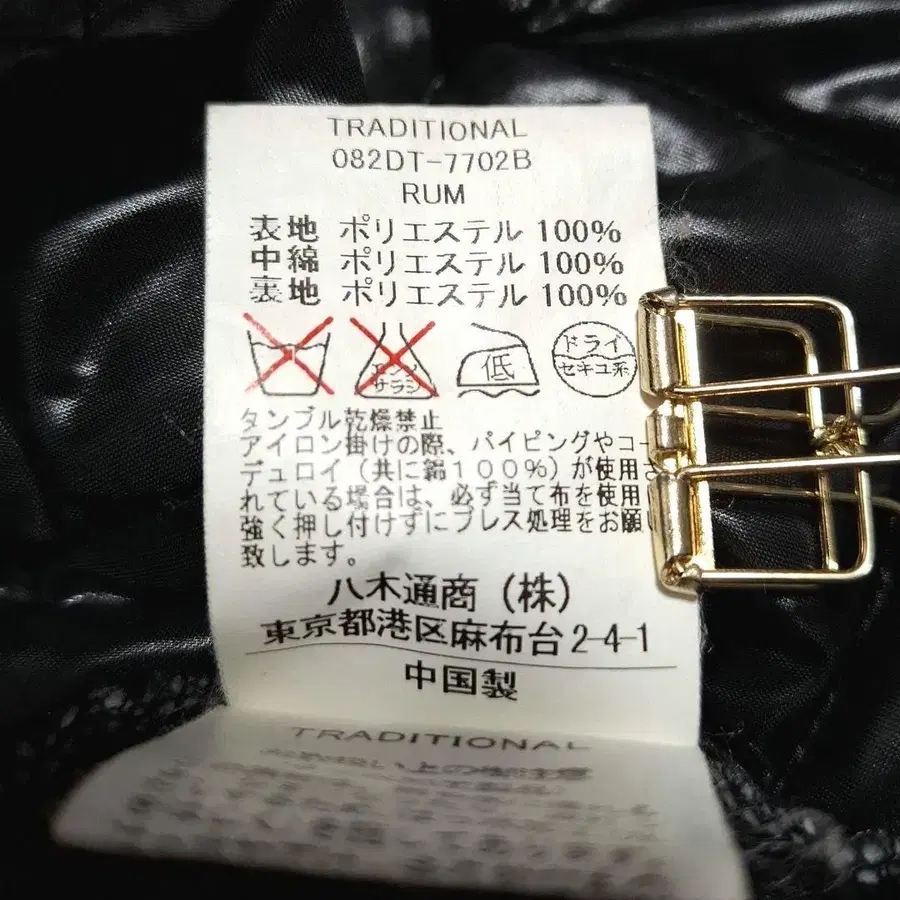 TRADITIONAL
082DT-7702B
RUM
表地 ポリエステル 100%
中綿 ポリエステル 100%
裏地 ポリエステル 100%
エンソ
サラシ
低
ドライ
セキユ系
タンブル乾燥禁止
アイロン掛けの際、パイピングやコー
デュロイ(共に綿100%)が使用さ
れている場合は、必ず当て布を使用
強く押し付けずにプレス処理をお願い
致します。
八木通商(株)
東京都港区麻布台2-4-1
中国製
TRADITIONAL